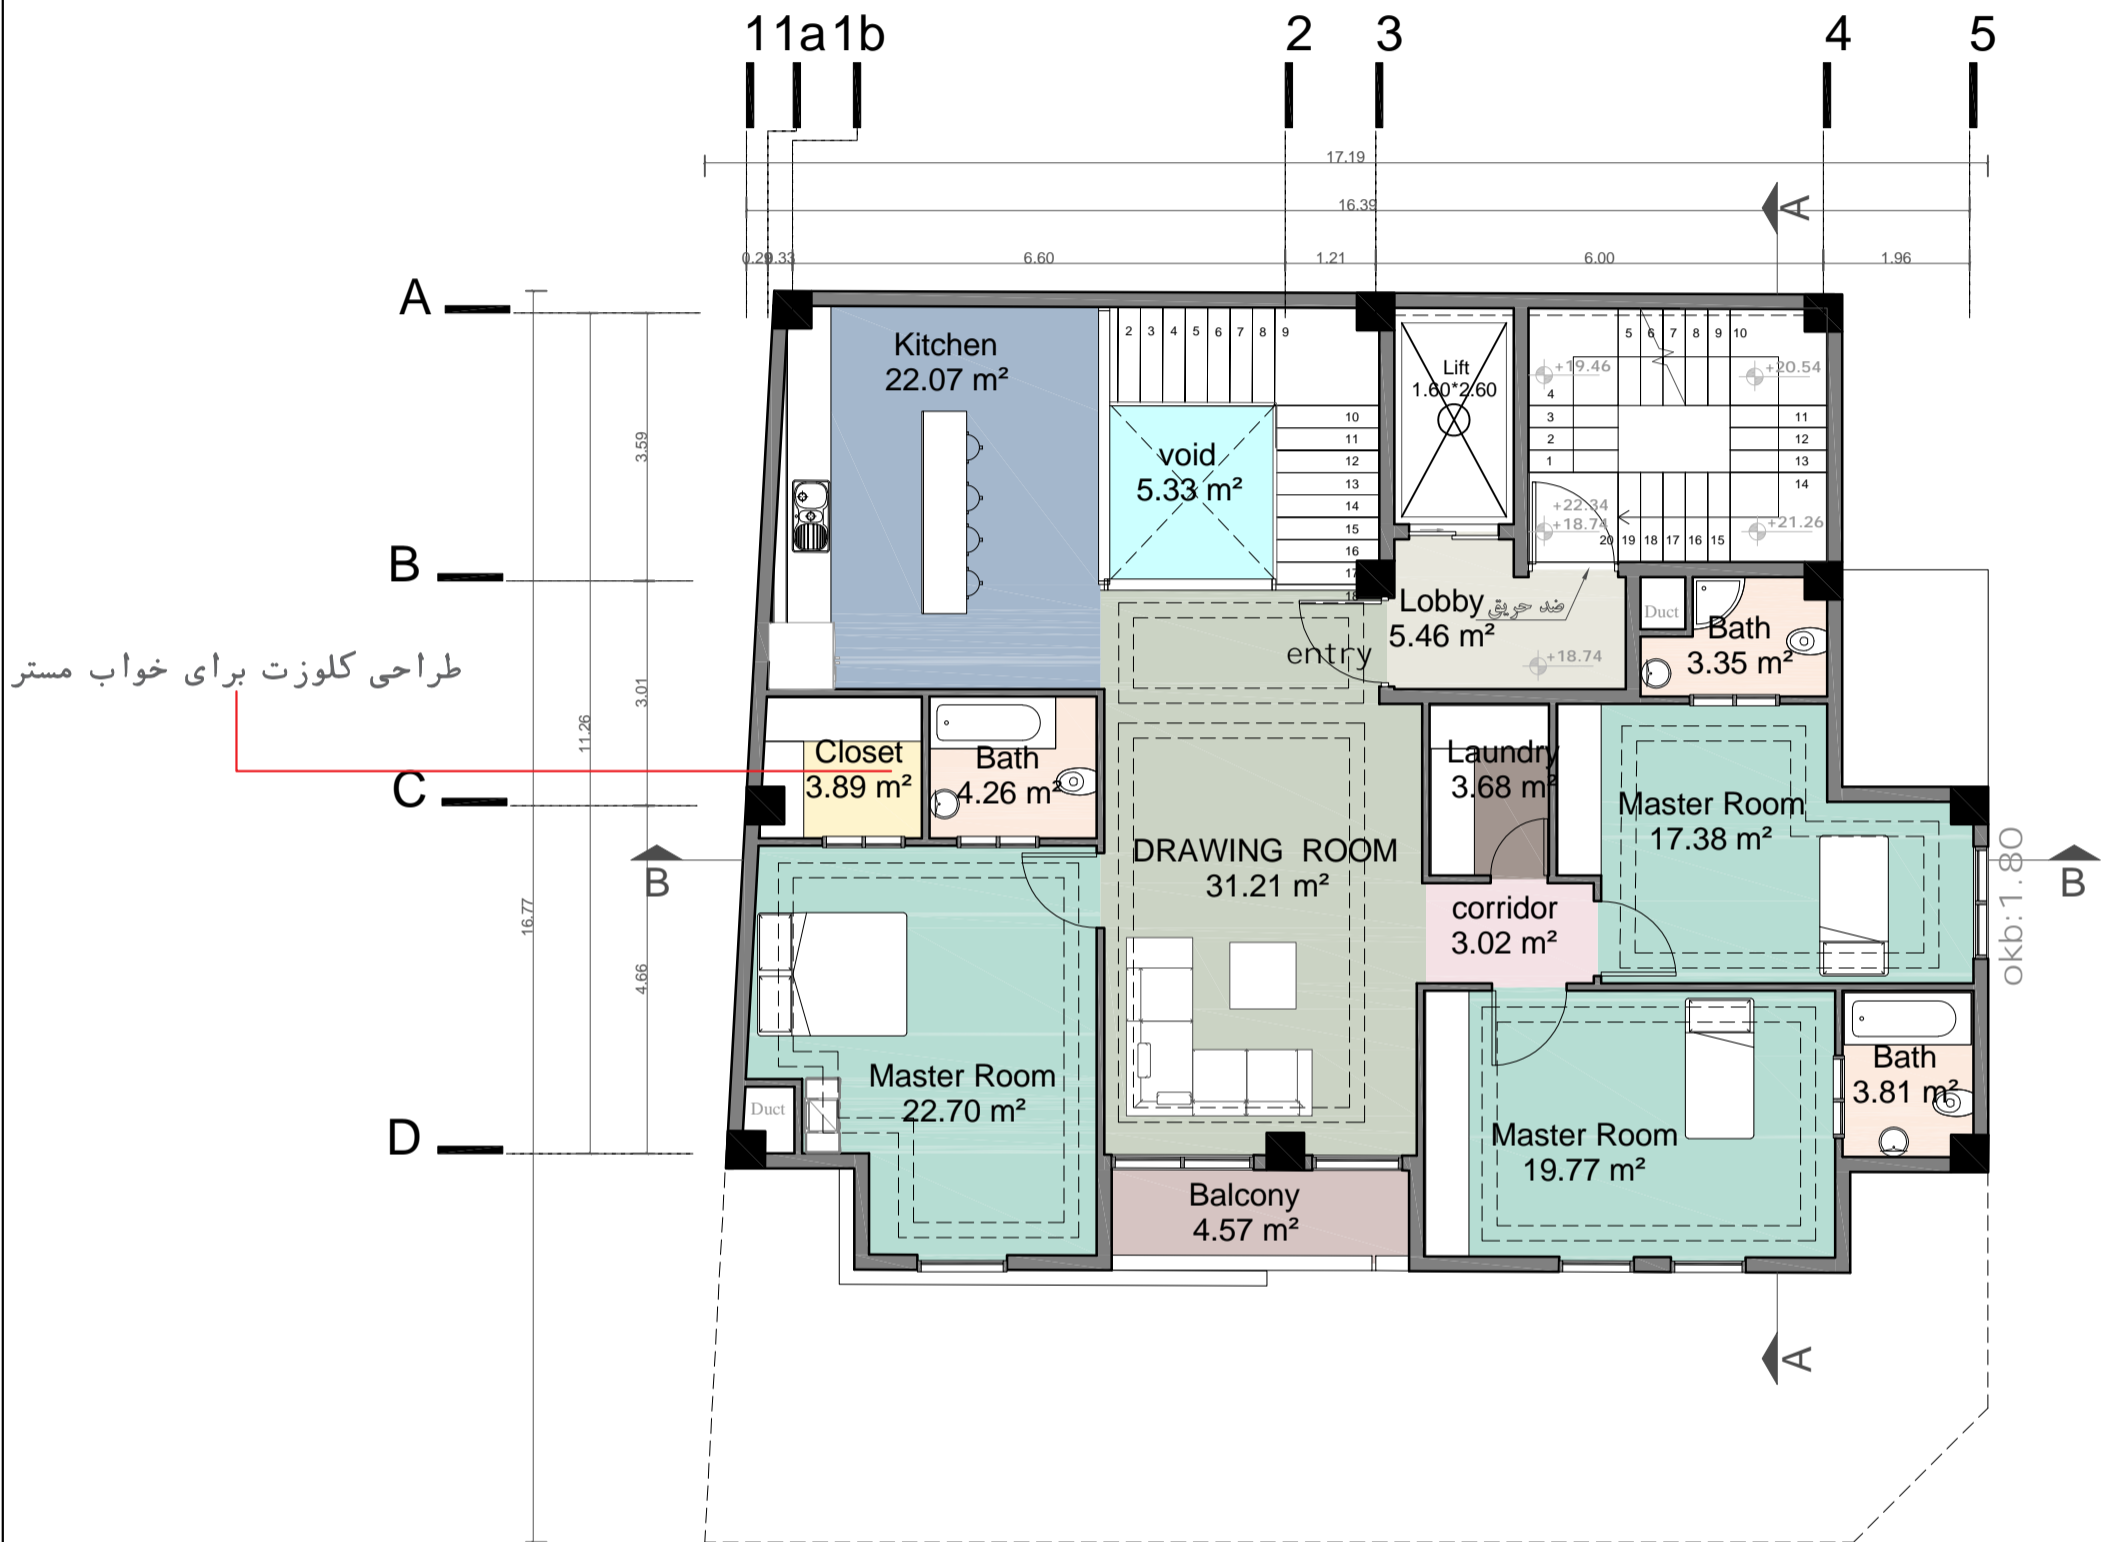 1 1a 1b 2 3 4 5
17.19
16.39
A
0.29 0.33 6.60 1.21 6.00 1.96
A
B
C
D
3.59
3.01
11.26
4.66
16.77
Kitchen
22.07 m²
2 3 4 5 6 7 8 9
10
11
12
13
14
15
16
17
18
void
5.33 m²
Lift
1.60*2.60
5 6 7 8 9 10
+19.46
+20.54
4
3
2
1
11
12
13
14
+22.34
+18.74
+21.26
20 19 18 17 16 15
Lobby
5.46 m²
ضد حریق
entry
+18.74
Duct
Bath
3.35 m²
طراحی کلوزت برای خواب مستر
Closet
3.89 m²
Bath
4.26 m²
Laundry
3.68 m²
Master Room
17.38 m²
DRAWING ROOM
31.21 m²
corridor
3.02 m²
okb:1.80
B
B
Master Room
22.70 m²
Duct
Master Room
19.77 m²
Bath
3.81 m²
Balcony
4.57 m²
A